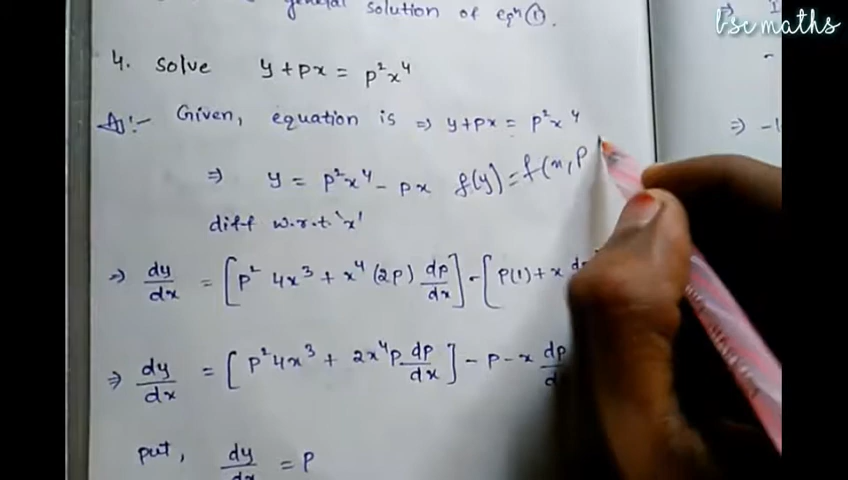 general solution of eqⁿ ①.
bsc maths
4. solve y + px = p²x⁴
Given, equation is ⇒ y + px = p²x⁴
⇒ y = p²x⁴ - px f(y) = f(x, p
diff w.r.t. 'x'
⇒ dy/dx = [p² 4x³ + x⁴ (2p) dp/dx] - [p(1) + x
⇒ dy/dx = [p² 4x³ + 2x⁴p dp/dx] - p - x dp
put, dy/dx = p
⇒ -1